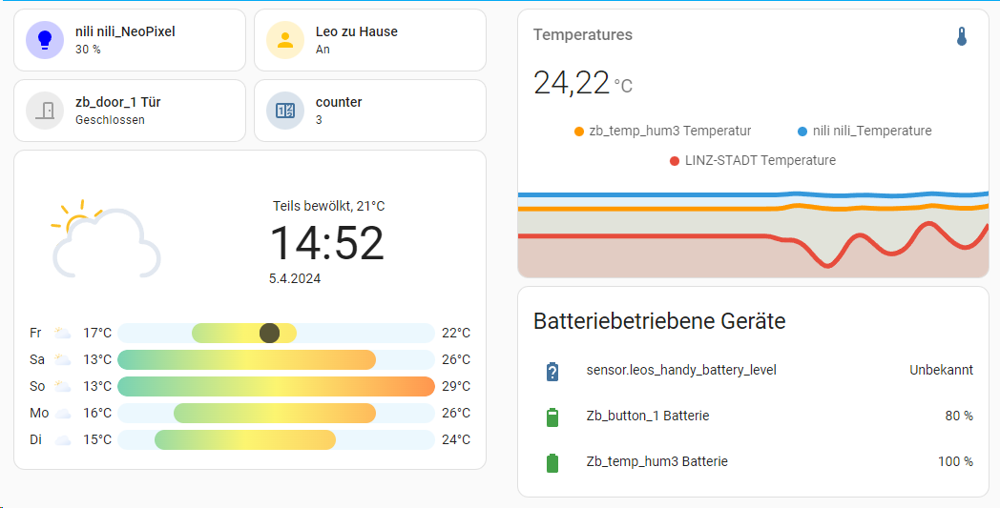 nili nili_NeoPixel
30 %
Leo zu Hause
An
zb_door_1 Tür
Geschlossen
counter
3
Teils bewölkt, 21°C
14:52
5.4.2024
Fr 17°C 22°C
Sa 13°C 26°C
So 13°C 29°C
Mo 16°C 26°C
Di 15°C 24°C
Temperatures
24,22 °C
zb_temp_hum3 Temperatur nili nili_Temperature
LINZ-STADT Temperature
Batteriebetriebene Geräte
sensor.leos_handy_battery_level Unbekannt
Zb_button_1 Batterie 80 %
Zb_temp_hum3 Batterie 100 %